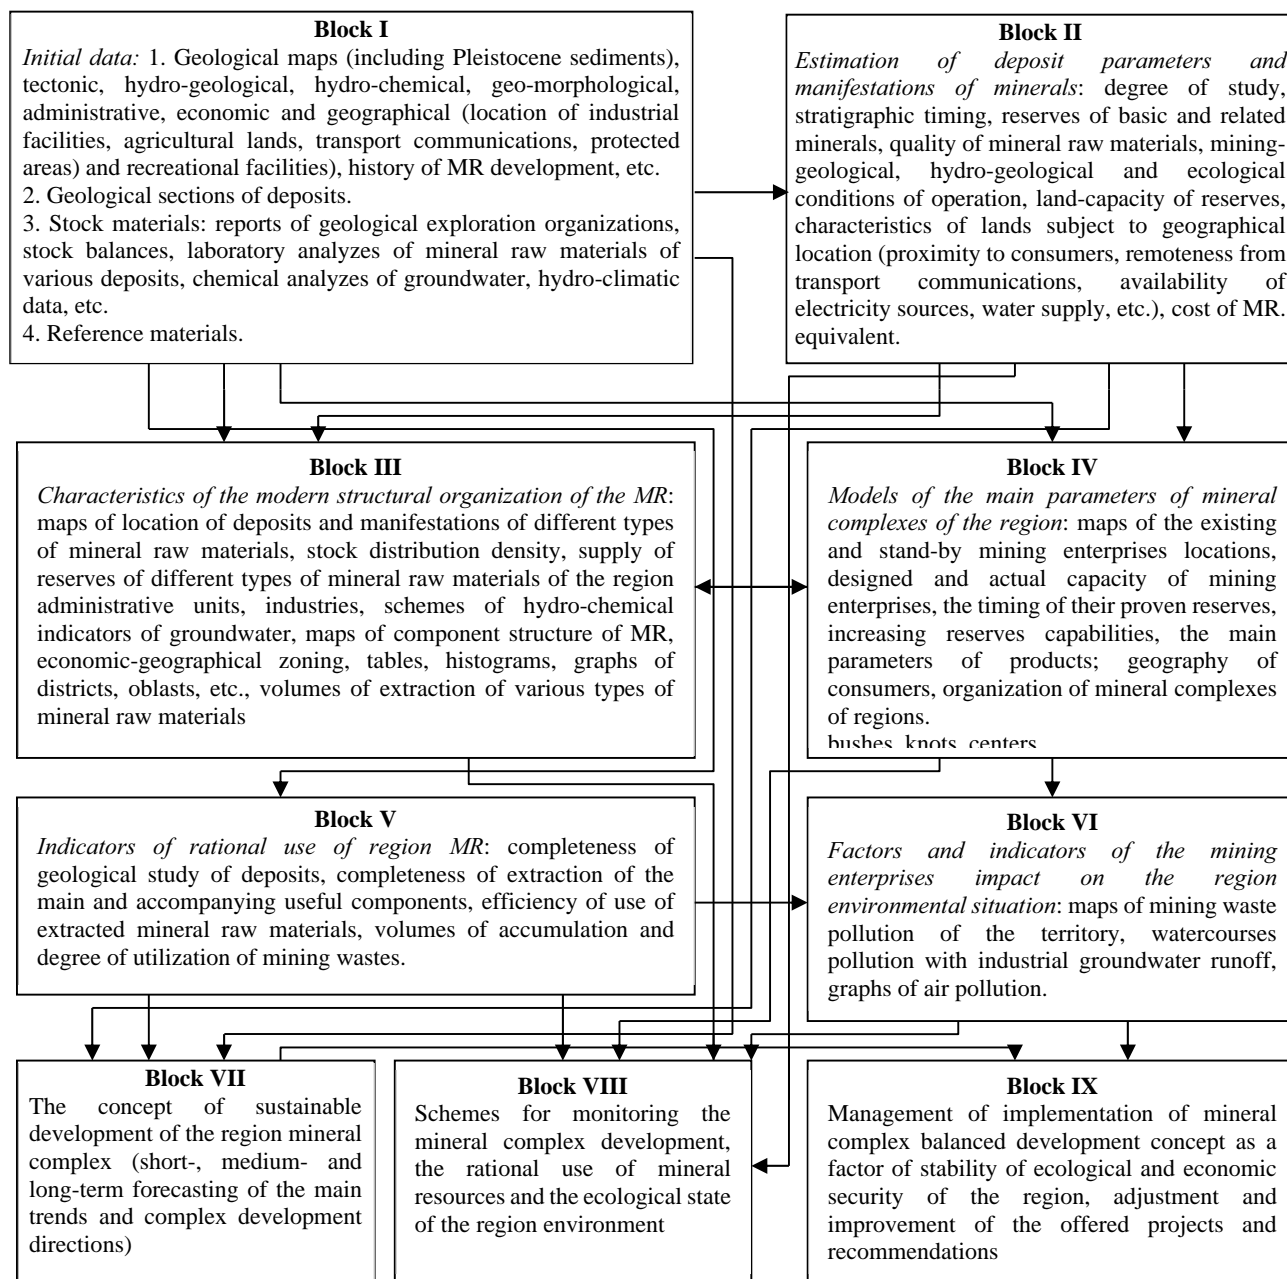 Block I
Initial data: 1. Geological maps (including Pleistocene sediments),
tectonic, hydro-geological, hydro-chemical, geo-morphological,
administrative, economic and geographical (location of industrial
facilities, agricultural lands, transport communications, protected
areas) and recreational facilities), history of MR development, etc.
2. Geological sections of deposits.
3. Stock materials: reports of geological exploration organizations,
stock balances, laboratory analyzes of mineral raw materials of
various deposits, chemical analyzes of groundwater, hydro-climatic
data, etc.
4. Reference materials.
Block II
Estimation of deposit parameters and
manifestations of minerals: degree of study,
stratigraphic timing, reserves of basic and related
minerals, quality of mineral raw materials, mining-
geological, hydro-geological and ecological
conditions of operation, land-capacity of reserves,
characteristics of lands subject to geographical
location (proximity to consumers, remoteness from
transport communications, availability of
electricity sources, water supply, etc.), cost of MR.
equivalent.
Block III
Characteristics of the modern structural organization of the MR:
maps of location of deposits and manifestations of different types
of mineral raw materials, stock distribution density, supply of
reserves of different types of mineral raw materials of the region
administrative units, industries, schemes of hydro-chemical
indicators of groundwater, maps of component structure of MR,
economic-geographical zoning, tables, histograms, graphs of
districts, oblasts, etc., volumes of extraction of various types of
mineral raw materials
Block IV
Models of the main parameters of mineral
complexes of the region: maps of the existing
and stand-by mining enterprises locations,
designed and actual capacity of mining
enterprises, the timing of their proven reserves,
increasing reserves capabilities, the main
parameters of products; geography of
consumers, organization of mineral complexes
of regions.
bushes, knots, centers
Block V
Indicators of rational use of region MR: completeness of
geological study of deposits, completeness of extraction of the
main and accompanying useful components, efficiency of use of
extracted mineral raw materials, volumes of accumulation and
degree of utilization of mining wastes.
Block VI
Factors and indicators of the mining
enterprises impact on the region
environmental situation: maps of mining waste
pollution of the territory, watercourses
pollution with industrial groundwater runoff,
graphs of air pollution.
Block VII
The concept of sustainable
development of the region mineral
complex (short-, medium- and
long-term forecasting of the main
trends and complex development
directions)
Block VIII
Schemes for monitoring the
mineral complex development,
the rational use of mineral
resources and the ecological state
of the region environment
Block IX
Management of implementation of mineral
complex balanced development concept as a
factor of stability of ecological and economic
security of the region, adjustment and
improvement of the offered projects and
recommendations